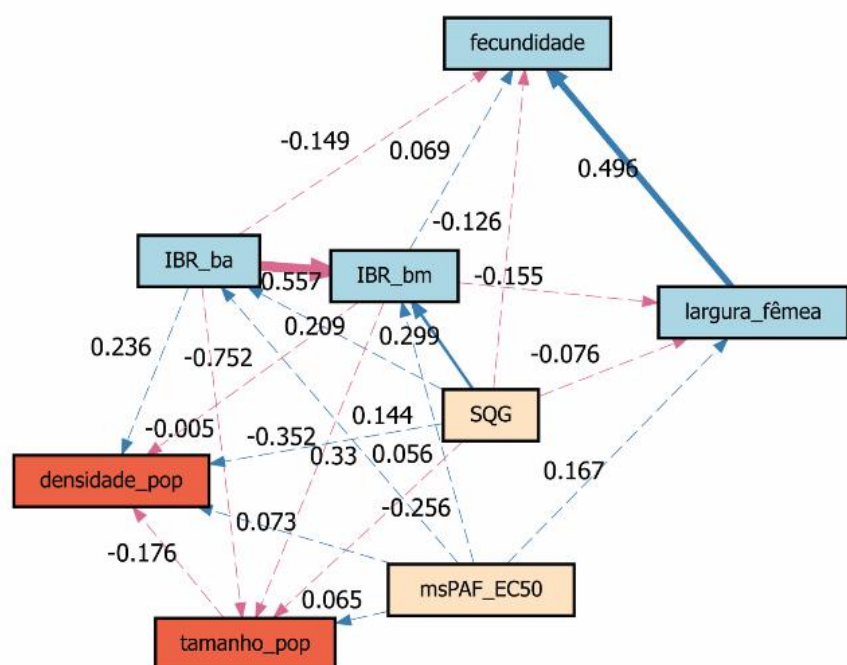 fecundidade
-0.149
0.069
0.496
-0.126
IBR_ba
IBR_bm
-0.155
0.557
largura_fêmea
0.209
0.299
0.236
-0.752
-0.076
SQG
0.144
-0.005
-0.352
0.33
0.056
0.167
densidade_pop
-0.256
0.073
-0.176
msPAF_EC50
0.065
tamanho_pop